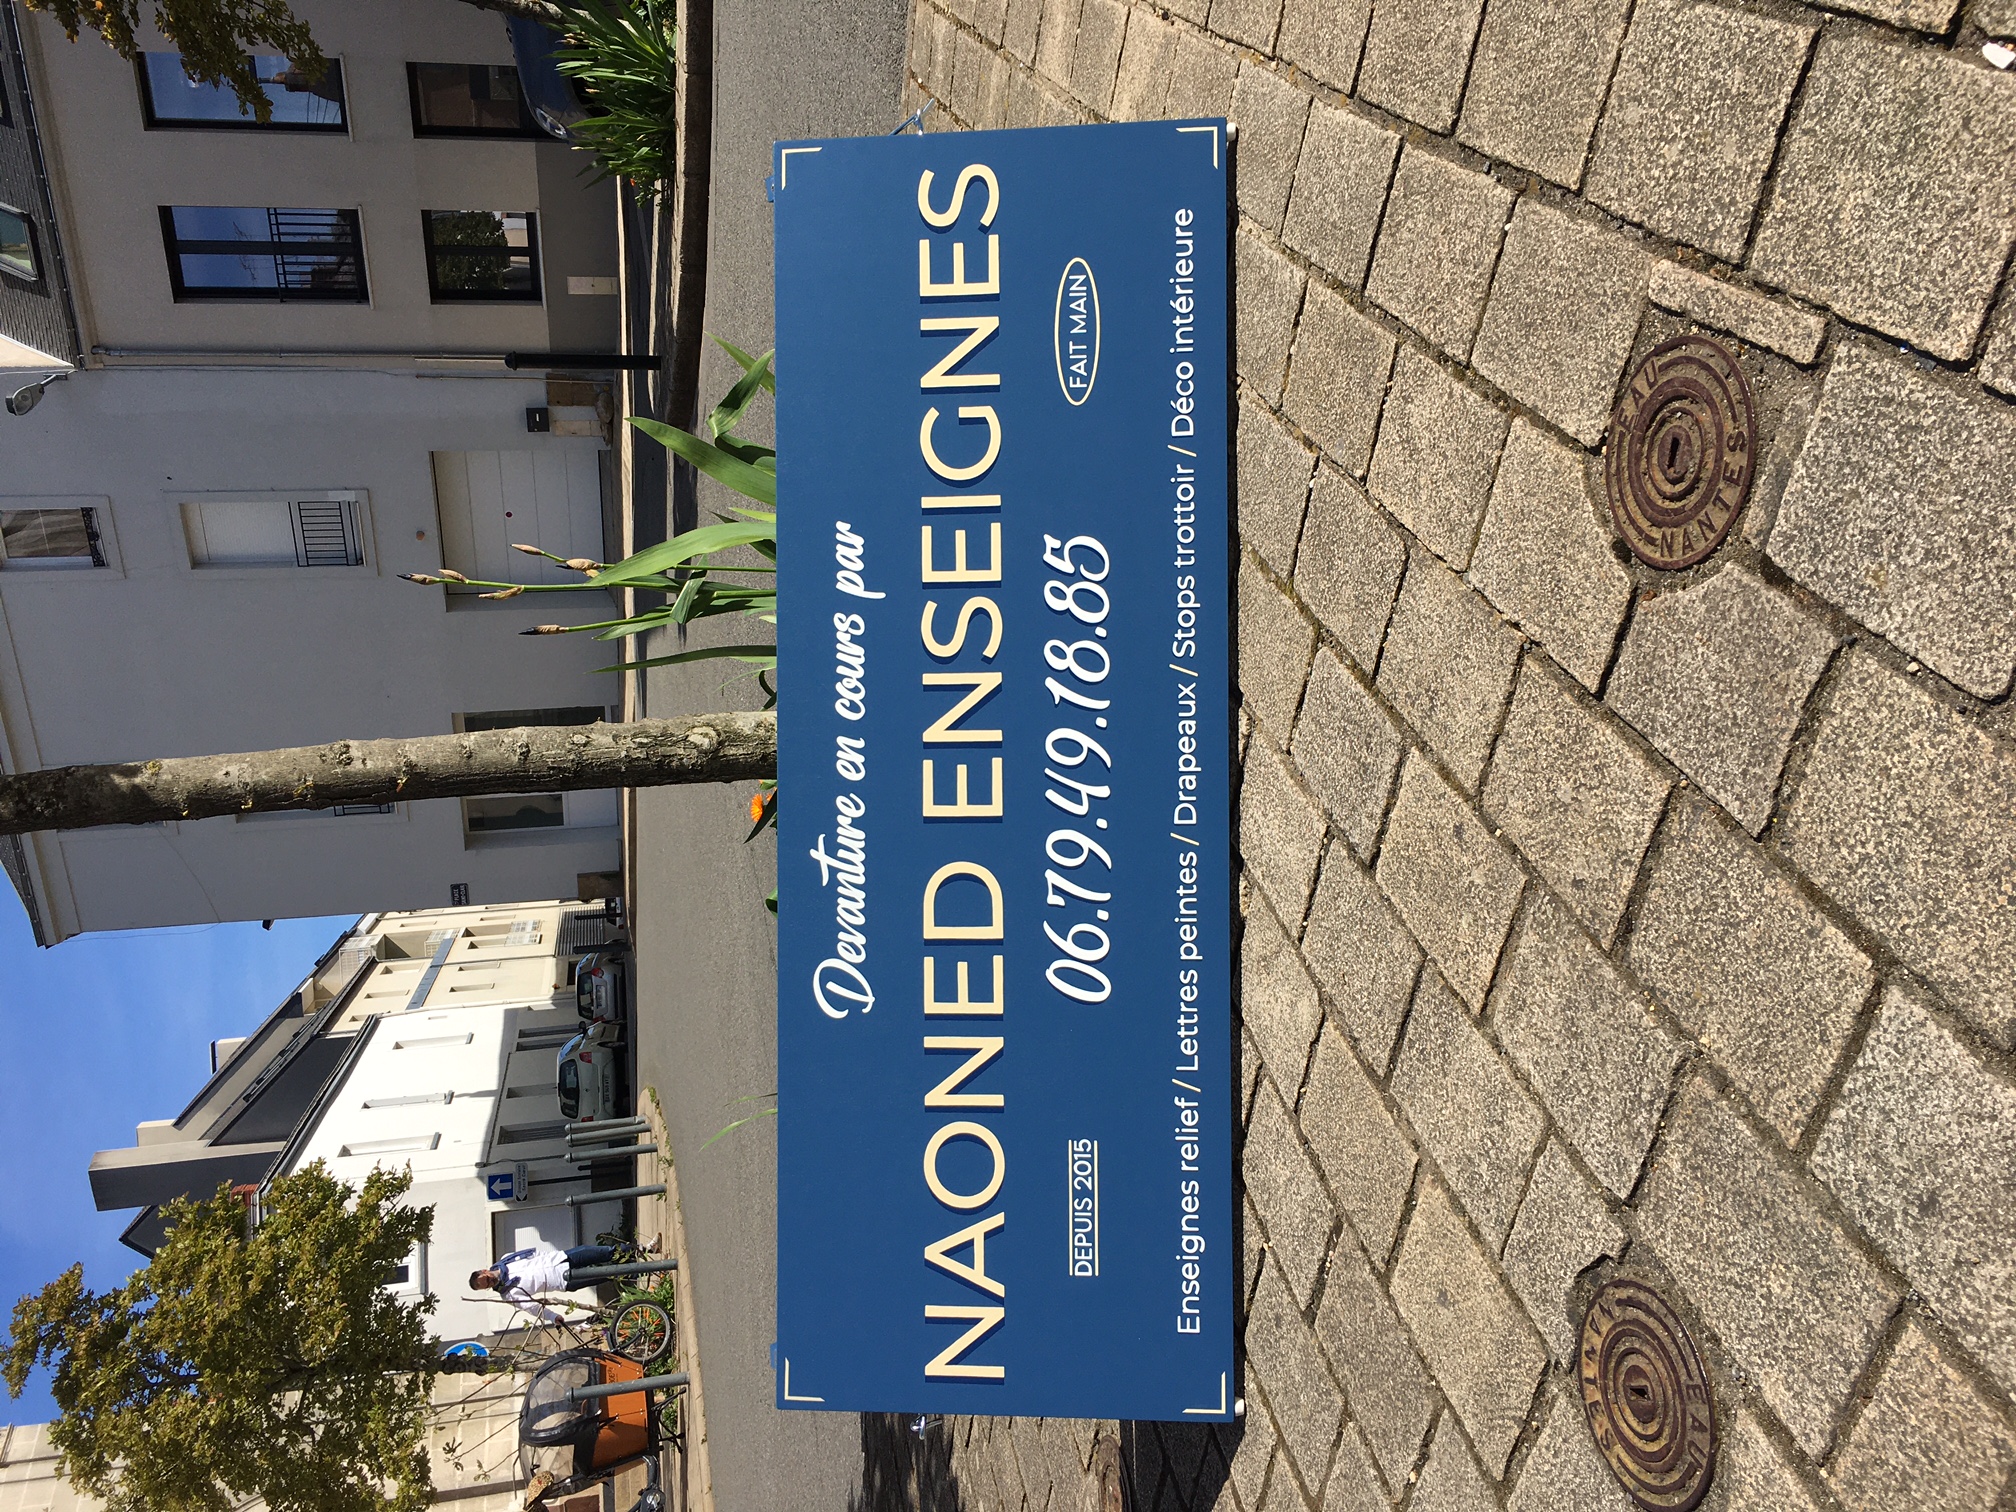 Devanture en cours par
NAONED ENSEIGNES
DEPUIS 2015
06.79.49.18.85
FAIT MAIN
Enseignes relief / Lettres peintes / Drapeaux / Stops trottoir / Déco intérieure
EAU
NANTES
EAU
NANTES